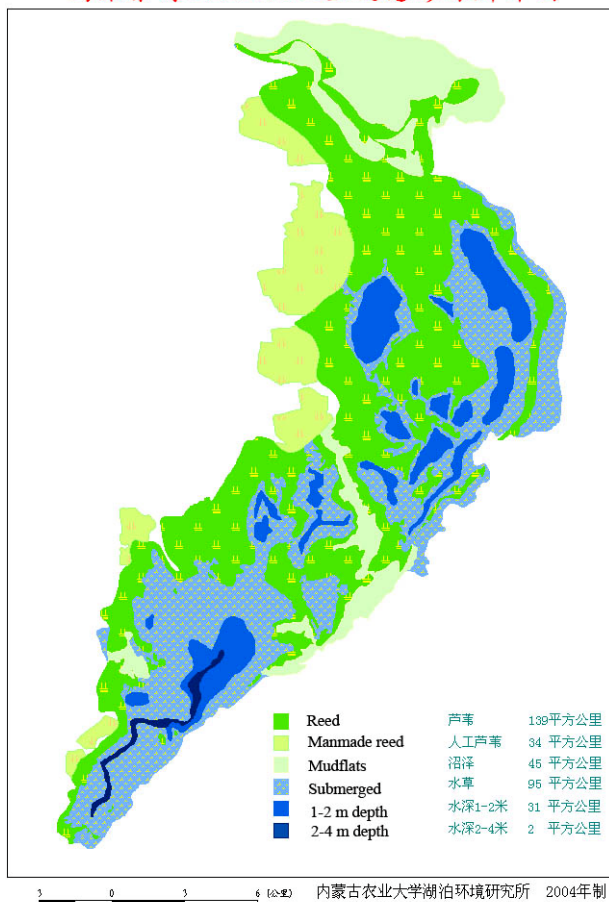 Reed 芦苇 139平方公里
Manmade reed 人工芦苇 34 平方公里
Mudflats 沼泽 45 平方公里
Submerged 水草 95 平方公里
1-2 m depth 水深1-2米 31 平方公里
2-4 m depth 水深2-4米 2 平方公里
3 0 3 6 (公里) 内蒙古农业大学湖泊环境研究所 2004年制